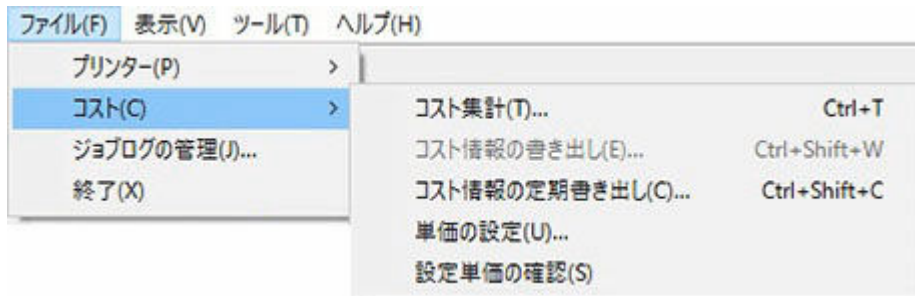 ファイル(F) 表示(V) ツール(T) ヘルプ(H)
プリンター(P) >
コスト(C) >
ジョブログの管理(J)...
終了(X)
コスト集計(T)... Ctrl+T
コスト情報の書き出し(E)... Ctrl+Shift+W
コスト情報の定期書き出し(C)... Ctrl+Shift+C
単価の設定(U)...
設定単価の確認(S)